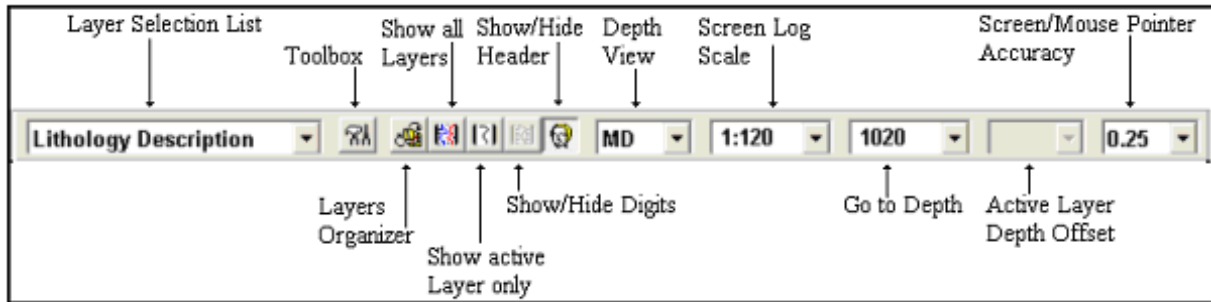 Layer Selection List
Toolbox
Show all
Layers
Show/Hide
Header
Depth
View
Screen Log
Scale
Screen/Mouse Pointer
Accuracy
Lithology Description
MD
1:120
1020
0.25
Layers
Organizer
Show active
Layer only
Show/Hide Digits
Go to Depth
Active Layer
Depth Offset